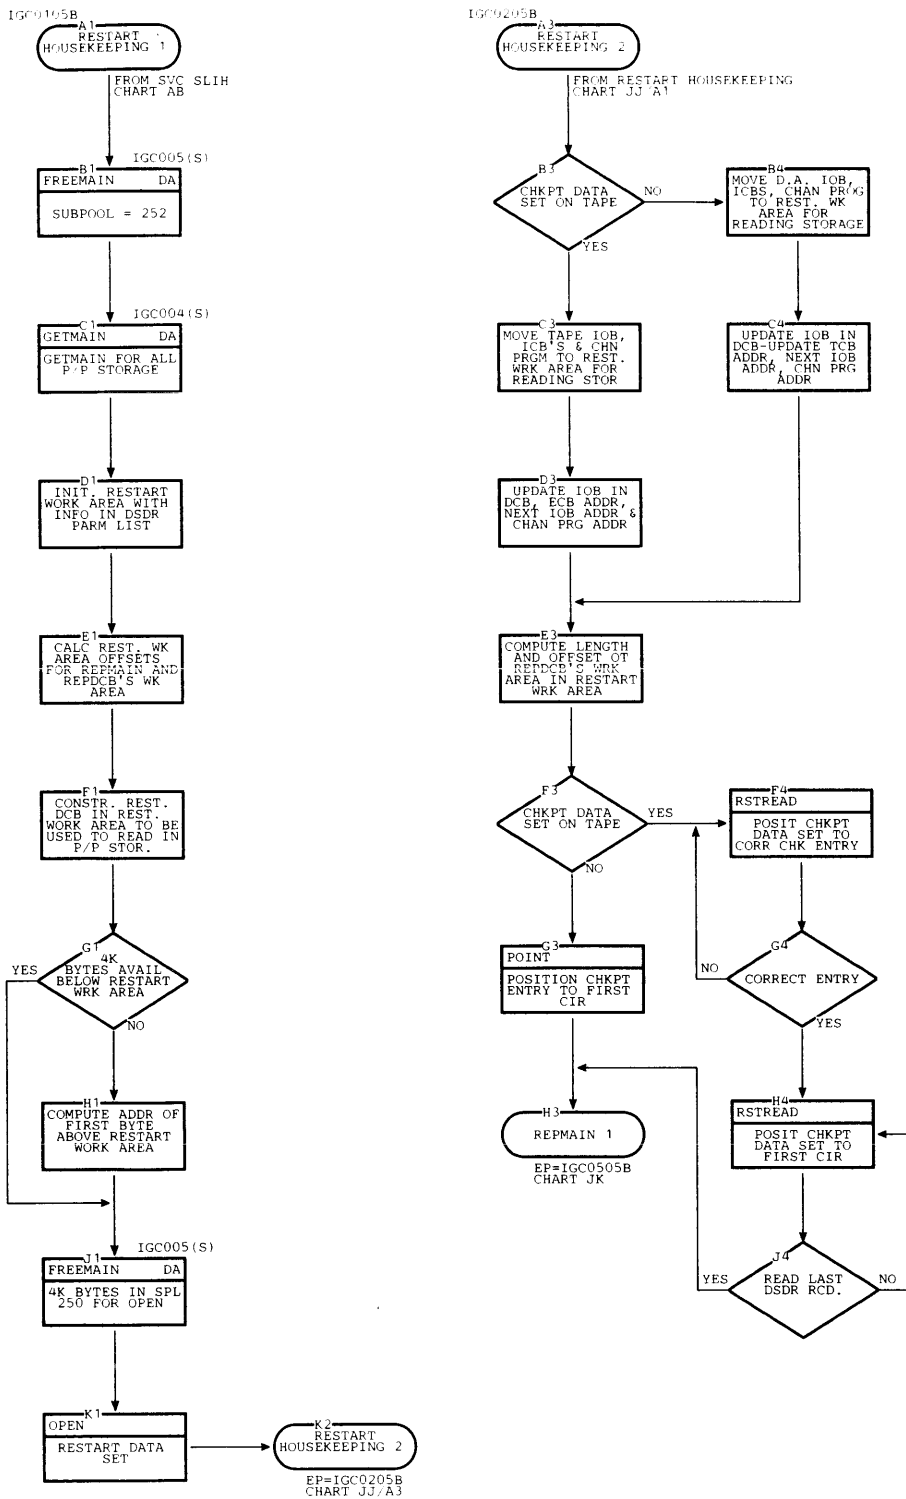 IGC0105B
A1
RESTART
HOUSEKEEPING 1
FROM SVC SLIH
CHART AB
IGC005(S)
B1
FREEMAIN DA
SUBPOOL = 252
IGC004(S)
C1
GETMAIN DA
GETMAIN FOR ALL
P/P STORAGE
D1
INIT. RESTART
WORK AREA WITH
INFO IN DSDR
PARM LIST
E1
CALC REST. WK
AREA OFFSETS
FOR REPMAIN AND
REPDCB'S WK
AREA
F1
CONSTR. REST.
DCB IN REST.
WORK AREA TO BE
USED TO READ IN
P/P STOR.
G1
4K
BYTES AVAIL
BELOW RESTART
WRK AREA
YES
NO
H1
COMPUTE ADDR OF
FIRST BYTE
ABOVE RESTART
WORK AREA
IGC005(S)
J1
FREEMAIN DA
4K BYTES IN SPL
250 FOR OPEN
K1
OPEN
RESTART DATA
SET
K2
RESTART
HOUSEKEEPING 2
EP=IGC0205B
CHART JJ/A3
IGC0205B
A3
RESTART
HOUSEKEEPING 2
FROM RESTART HOUSEKEEPING
CHART JJ/A1
B3
CHKPT DATA
SET ON TAPE
NO
YES
B4
MOVE D.A. IOB,
ICBS, CHAN PROG
TO REST. WK
AREA FOR
READING STORAGE
C3
MOVE TAPE IOB,
ICB'S & CHN
PRGM TO REST.
WRK AREA FOR
READING STOR
C4
UPDATE IOB IN
DCB-UPDATE TCB
ADDR, NEXT IOB
ADDR, CHN PRG
ADDR
D3
UPDATE IOB IN
DCB, ECB ADDR,
NEXT IOB ADDR &
CHAN PRG ADDR
E3
COMPUTE LENGTH
AND OFFSET OT
REPDCB'S WRK
AREA IN RESTART
WRK AREA
F3
CHKPT DATA
SET ON TAPE
YES
NO
F4
RSTREAD
POSIT CHKPT
DATA SET TO
CORR CHK ENTRY
G3
POINT
POSITION CHKPT
ENTRY TO FIRST
CIR
G4
CORRECT ENTRY
NO
YES
H3
REPMAIN 1
EP=IGC0505B
CHART JK
H4
RSTREAD
POSIT CHKPT
DATA SET TO
FIRST CIR
J4
READ LAST
DSDR RCD.
YES
NO